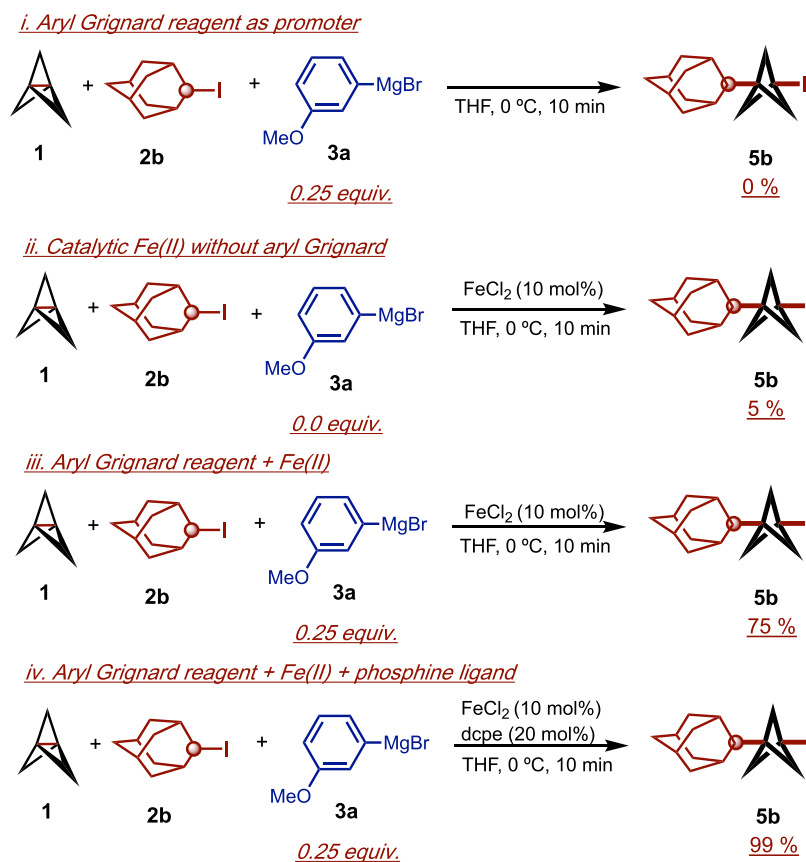 i. Aryl Grignard reagent as promoter
+ I + MgBr
MeO
THF, 0 ºC, 10 min
I
1 2b 3a 5b
0.25 equiv. 0 %
ii. Catalytic Fe(II) without aryl Grignard
+ I + MgBr
MeO
FeCl2 (10 mol%)
THF, 0 ºC, 10 min
1 2b 3a 5b
0.0 equiv. 5 %
iii. Aryl Grignard reagent + Fe(II)
+ I + MgBr
MeO
FeCl2 (10 mol%)
THF, 0 ºC, 10 min
1 2b 3a 5b
0.25 equiv. 75 %
iv. Aryl Grignard reagent + Fe(II) + phosphine ligand
+ I + MgBr
MeO
FeCl2 (10 mol%)
dcpe (20 mol%)
THF, 0 ºC, 10 min
1 2b 3a 5b
0.25 equiv. 99 %